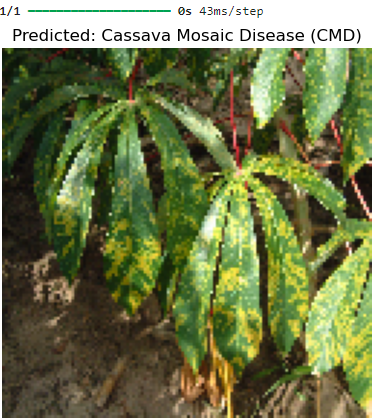 1/1 ━━━━━━━━━━━━━━━━━━━━ 0s 43ms/step
Predicted: Cassava Mosaic Disease (CMD)